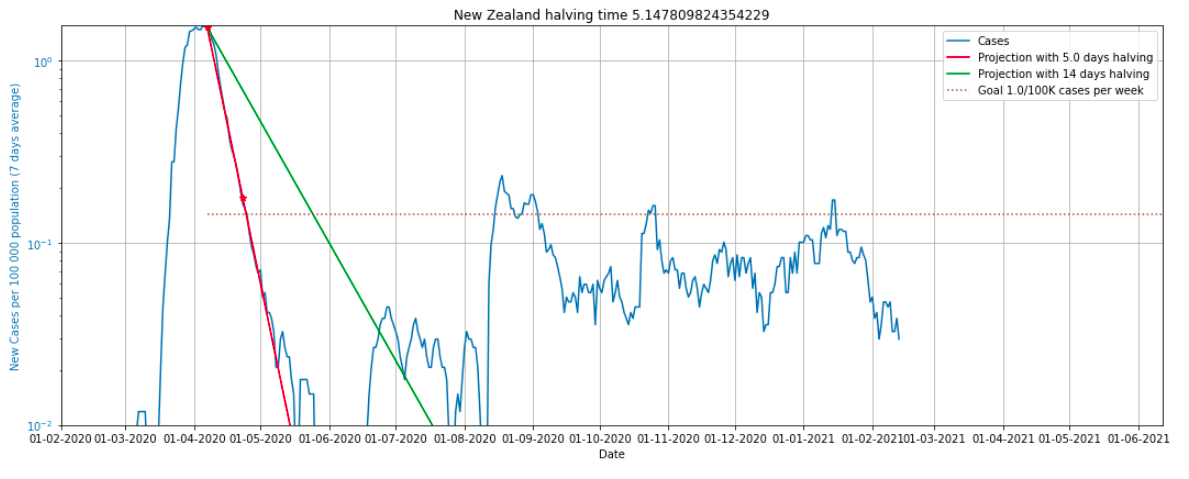 New Zealand halving time 5.147809824354229
New Cases per 100 000 population (7 days average)
10⁰
10⁻¹
10⁻²
Cases
Projection with 5.0 days halving
Projection with 14 days halving
Goal 1.0/100K cases per week
01-02-2020 01-03-2020 01-04-2020 01-05-2020 01-06-2020 01-07-2020 01-08-2020 01-09-2020 01-10-2020 01-11-2020 01-12-2020 01-01-2021 01-02-2021 01-03-2021 01-04-2021 01-05-2021 01-06-2021
Date